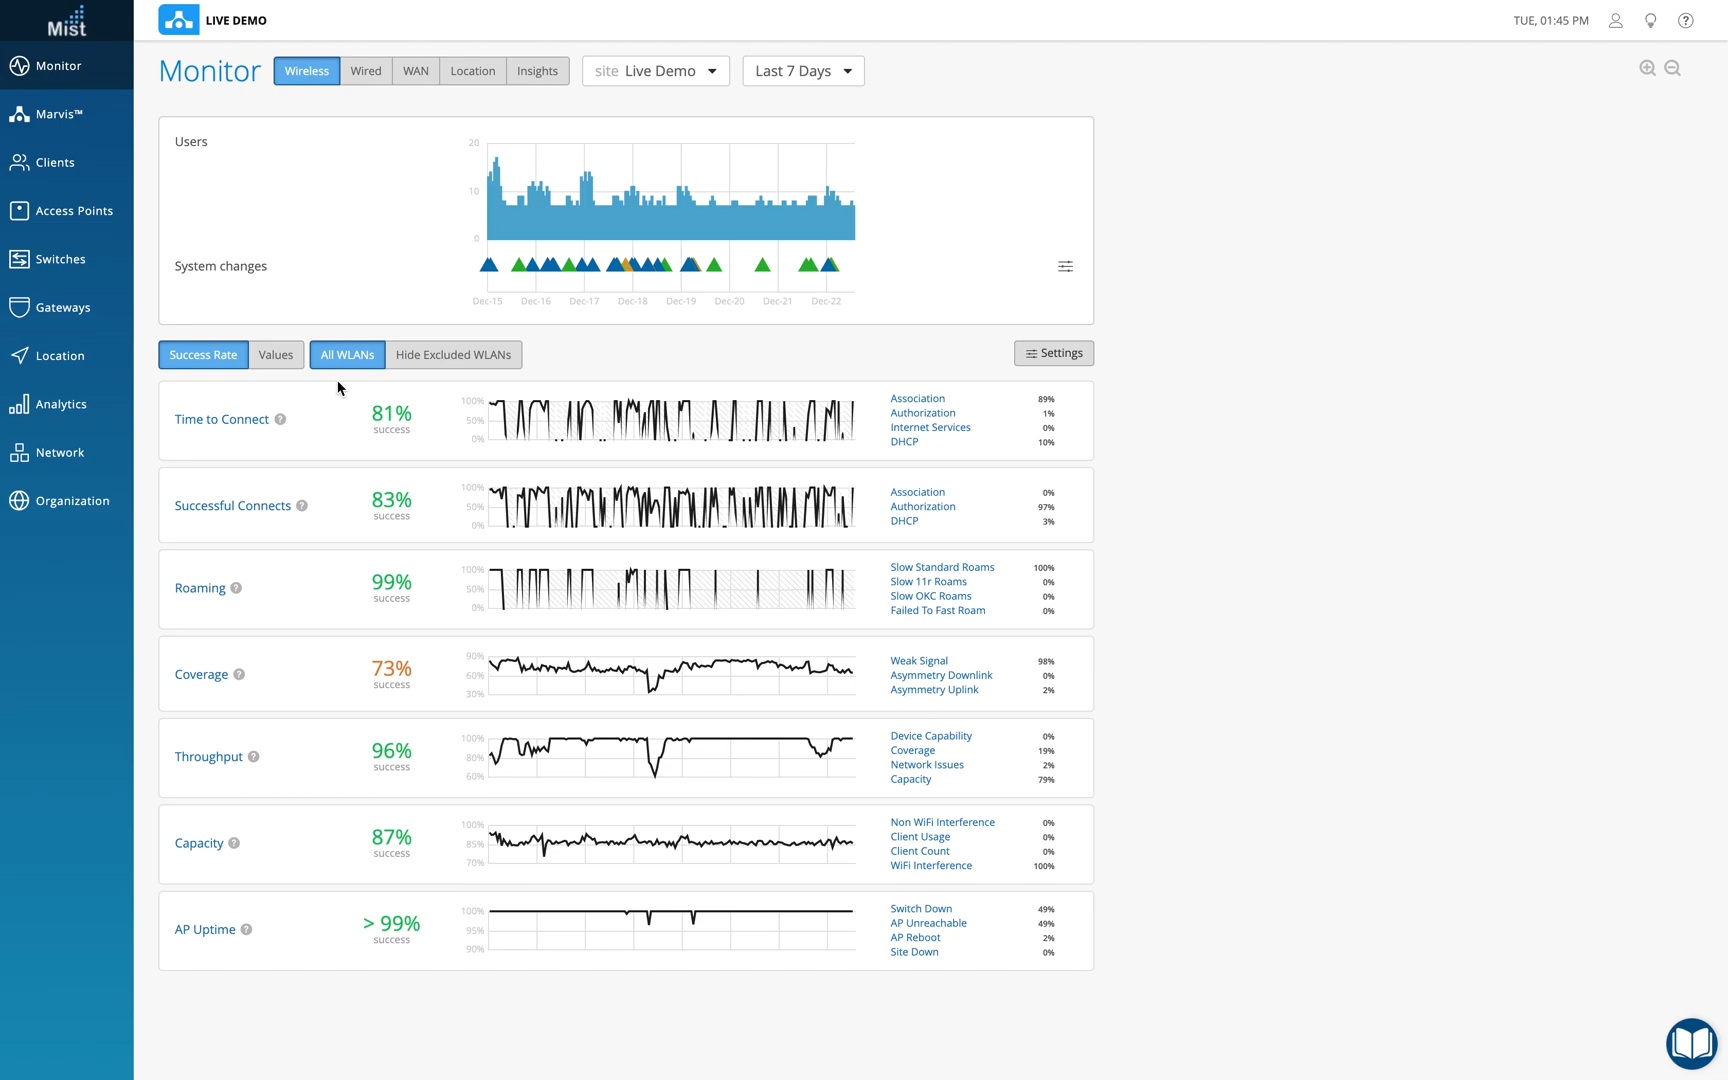 Mist
LIVE DEMO
TUE, 01:45 PM
Monitor
Marvis™
Clients
Access Points
Switches
Gateways
Location
Analytics
Network
Organization
Monitor
Wireless Wired WAN Location Insights
site Live Demo
Last 7 Days
Users
20
10
0
System changes
Dec-15 Dec-16 Dec-17 Dec-18 Dec-19 Dec-20 Dec-21 Dec-22
Success Rate Values All WLANs Hide Excluded WLANs Settings
Time to Connect ?
81%
success
100%
50%
0%
Association 89%
Authorization 1%
Internet Services 0%
DHCP 10%
Successful Connects ?
83%
success
100%
50%
0%
Association 0%
Authorization 97%
DHCP 3%
Roaming ?
99%
success
100%
50%
0%
Slow Standard Roams 100%
Slow 11r Roams 0%
Slow OKC Roams 0%
Failed To Fast Roam 0%
Coverage ?
73%
success
90%
60%
30%
Weak Signal 98%
Asymmetry Downlink 0%
Asymmetry Uplink 2%
Throughput ?
96%
success
100%
80%
60%
Device Capability 0%
Coverage 19%
Network Issues 2%
Capacity 79%
Capacity ?
87%
success
100%
85%
70%
Non WiFi Interference 0%
Client Usage 0%
Client Count 0%
WiFi Interference 100%
AP Uptime ?
> 99%
success
100%
95%
90%
Switch Down 49%
AP Unreachable 49%
AP Reboot 2%
Site Down 0%